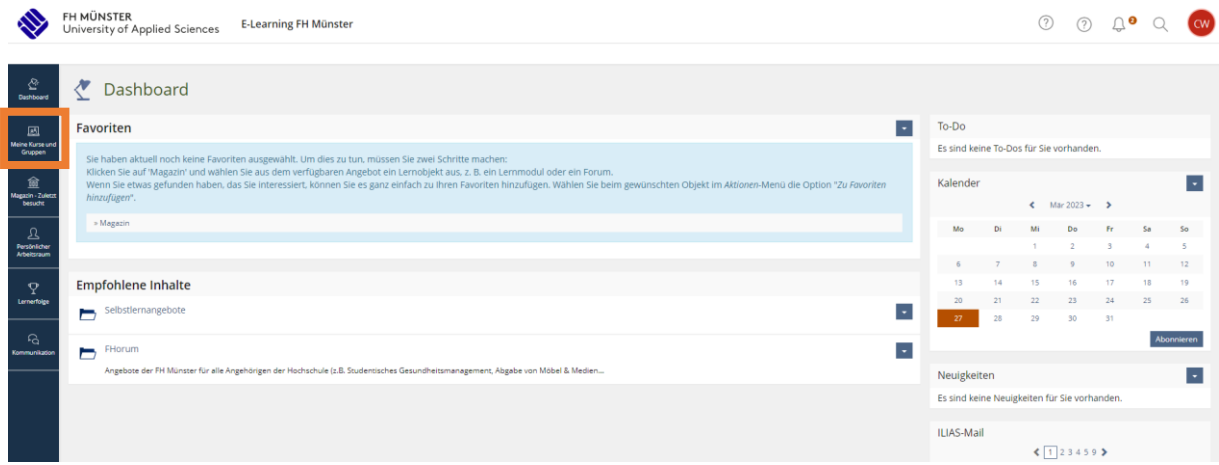 FH MÜNSTER
University of Applied Sciences
E-Learning FH Münster
2
CW
Dashboard
Meine Kurse und
Gruppen
Magazin - Zuletzt
besucht
Persönlicher
Arbeitsraum
Lernerfolge
Kommunikation
Dashboard
Favoriten
Sie haben aktuell noch keine Favoriten ausgewählt. Um dies zu tun, müssen Sie zwei Schritte machen:
Klicken Sie auf 'Magazin' und wählen Sie aus dem verfügbaren Angebot ein Lernobjekt aus, z. B. ein Lernmodul oder ein Forum.
Wenn Sie etwas gefunden haben, das Sie interessiert, können Sie es ganz einfach zu Ihren Favoriten hinzufügen. Wählen Sie beim gewünschten Objekt im Aktionen-Menü die Option "Zu Favoriten
hinzufügen".
» Magazin
Empfohlene Inhalte
Selbstlernangebote
FHorum
Angebote der FH Münster für alle Angehörigen der Hochschule (z.B. Studentisches Gesundheitsmanagement, Abgabe von Möbel & Medien...
To-Do
Es sind keine To-Dos für Sie vorhanden.
Kalender
Mär 2023
Mo Di Mi Do Fr Sa So
1 2 3 4 5
6 7 8 9 10 11 12
13 14 15 16 17 18 19
20 21 22 23 24 25 26
27 28 29 30 31
Abonnieren
Neuigkeiten
Es sind keine Neuigkeiten für Sie vorhanden.
ILIAS-Mail
1 2 3 4 5 9